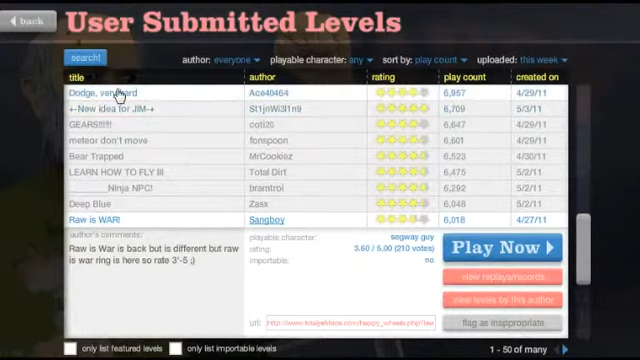 back
User Submitted Levels
search!
author: everyone playable character: any sort by: play count uploaded: this week
title author rating play count created on
Dodge, very hard Ace40464 6,957 4/29/11
+-New idea for JIM-+ St1jnWi3l1n9 6,709 5/3/11
GEARS!!!!! coti20 6,647 4/29/11
meteor don't move fonspoon 6,601 4/29/11
Bear Trapped MrCookiez 6,523 4/30/11
LEARN HOW TO FLY III Total Dirt 6,475 5/2/11
Ninja NPC! bramtroi 6,292 5/2/11
Deep Blue Zasx 6,048 5/2/11
Raw is WAR! Sangboy 6,018 4/27/11
author's comments:
Raw is War is back but is different but raw
is war ring is here so rate 3*-5 ;)
playable character: segway guy
rating: 3.60 / 5.00 (210 votes)
importable: no
Play Now
view replays/records
view levels by this author
flag as inappropriate
url: http://www.totaljerkface.com/happy_wheels.php?lev
only list featured levels only list importable levels 1 - 50 of many